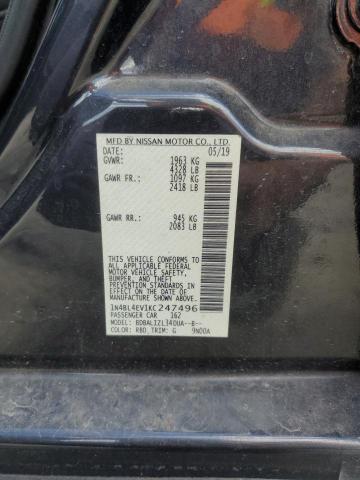 MFD BY NISSAN MOTOR CO., LTD.
DATE: 05/19
GVWR: 1963 KG
4328 LB
GAWR FR.: 1097 KG
2418 LB
GAWR RR.: 945 KG
2083 LB
THIS VEHICLE CONFORMS TO
ALL APPLICABLE FEDERAL
MOTOR VEHICLE SAFETY,
BUMPER, AND THEFT
PREVENTION STANDARDS IN
EFFECT ON THE DATE OF
MANUFACTURE SHOWN ABOVE.
1N4BL4EV1KC247496
PASSENGER CAR 162
MODEL: BDBALIZL34OUA--B--
COLOR: RBD TRIM: G 9N00A